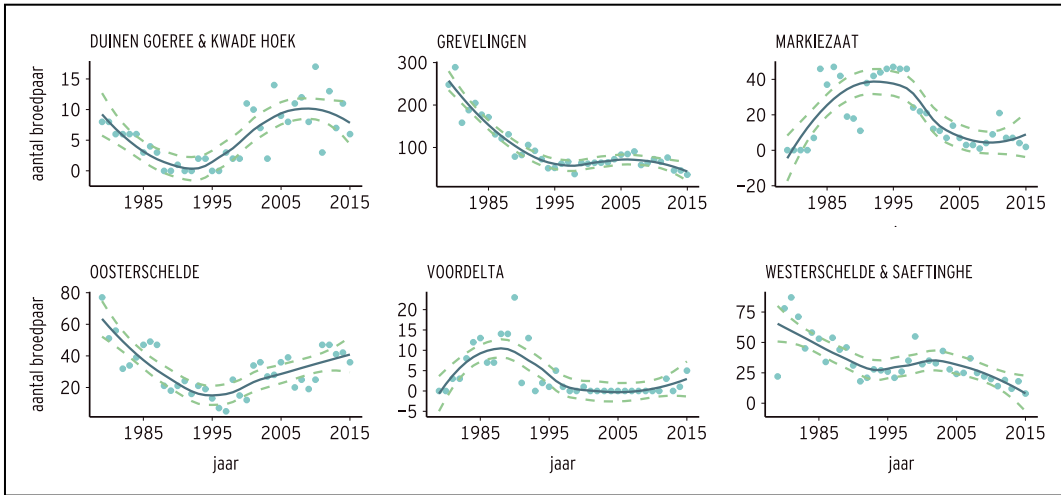 DUINEN GOEREE & KWADE HOEK
aantal broedpaar
15
10
5
0
1985 1995 2005 2015
GREVELINGEN
300
200
100
1985 1995 2005 2015
MARKIEZAAT
40
20
0
−20
1985 1995 2005 2015
OOSTERSCHELDE
aantal broedpaar
80
60
40
20
1985 1995 2005 2015
jaar
VOORDELTA
20
15
10
5
0
−5
1985 1995 2005 2015
jaar
WESTERSCHELDE & SAEFTINGHE
75
50
25
0
1985 1995 2005 2015
jaar